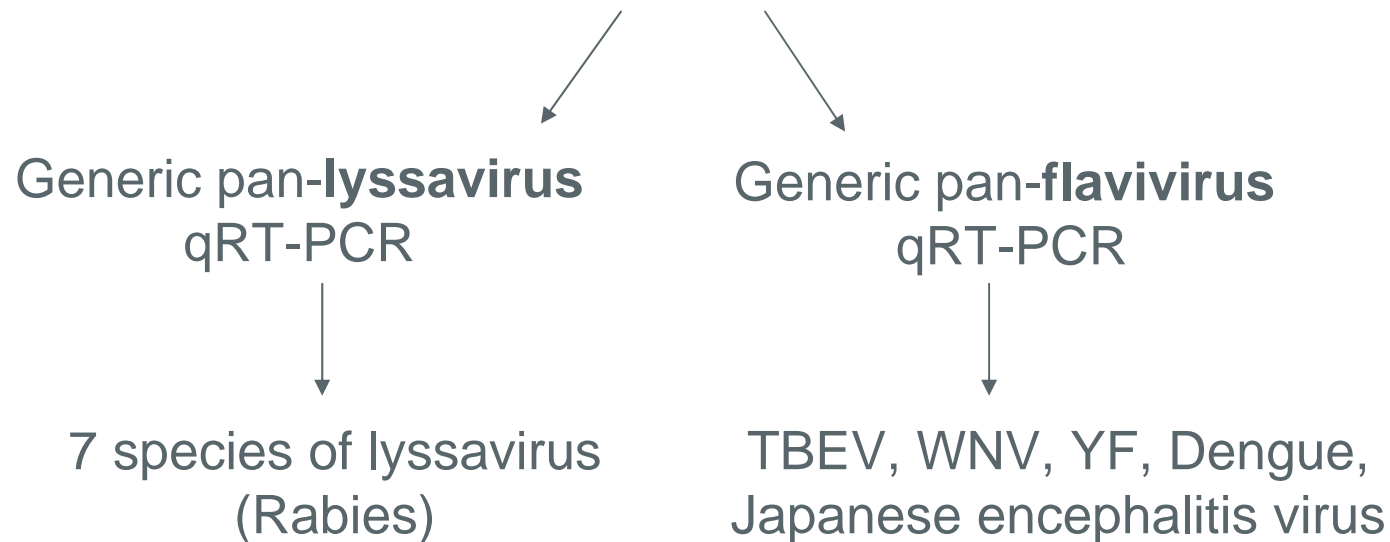 Generic pan-lyssavirus
qRT-PCR
Generic pan-flavivirus
qRT-PCR
7 species of lyssavirus
(Rabies)
TBEV, WNV, YF, Dengue,
Japanese encephalitis virus